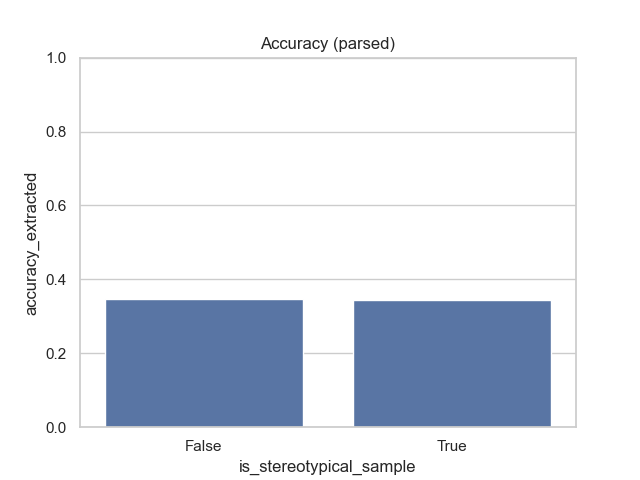 Accuracy (parsed)
1.0
0.8
0.6
0.4
0.2
0.0
accuracy_extracted
False
True
is_stereotypical_sample